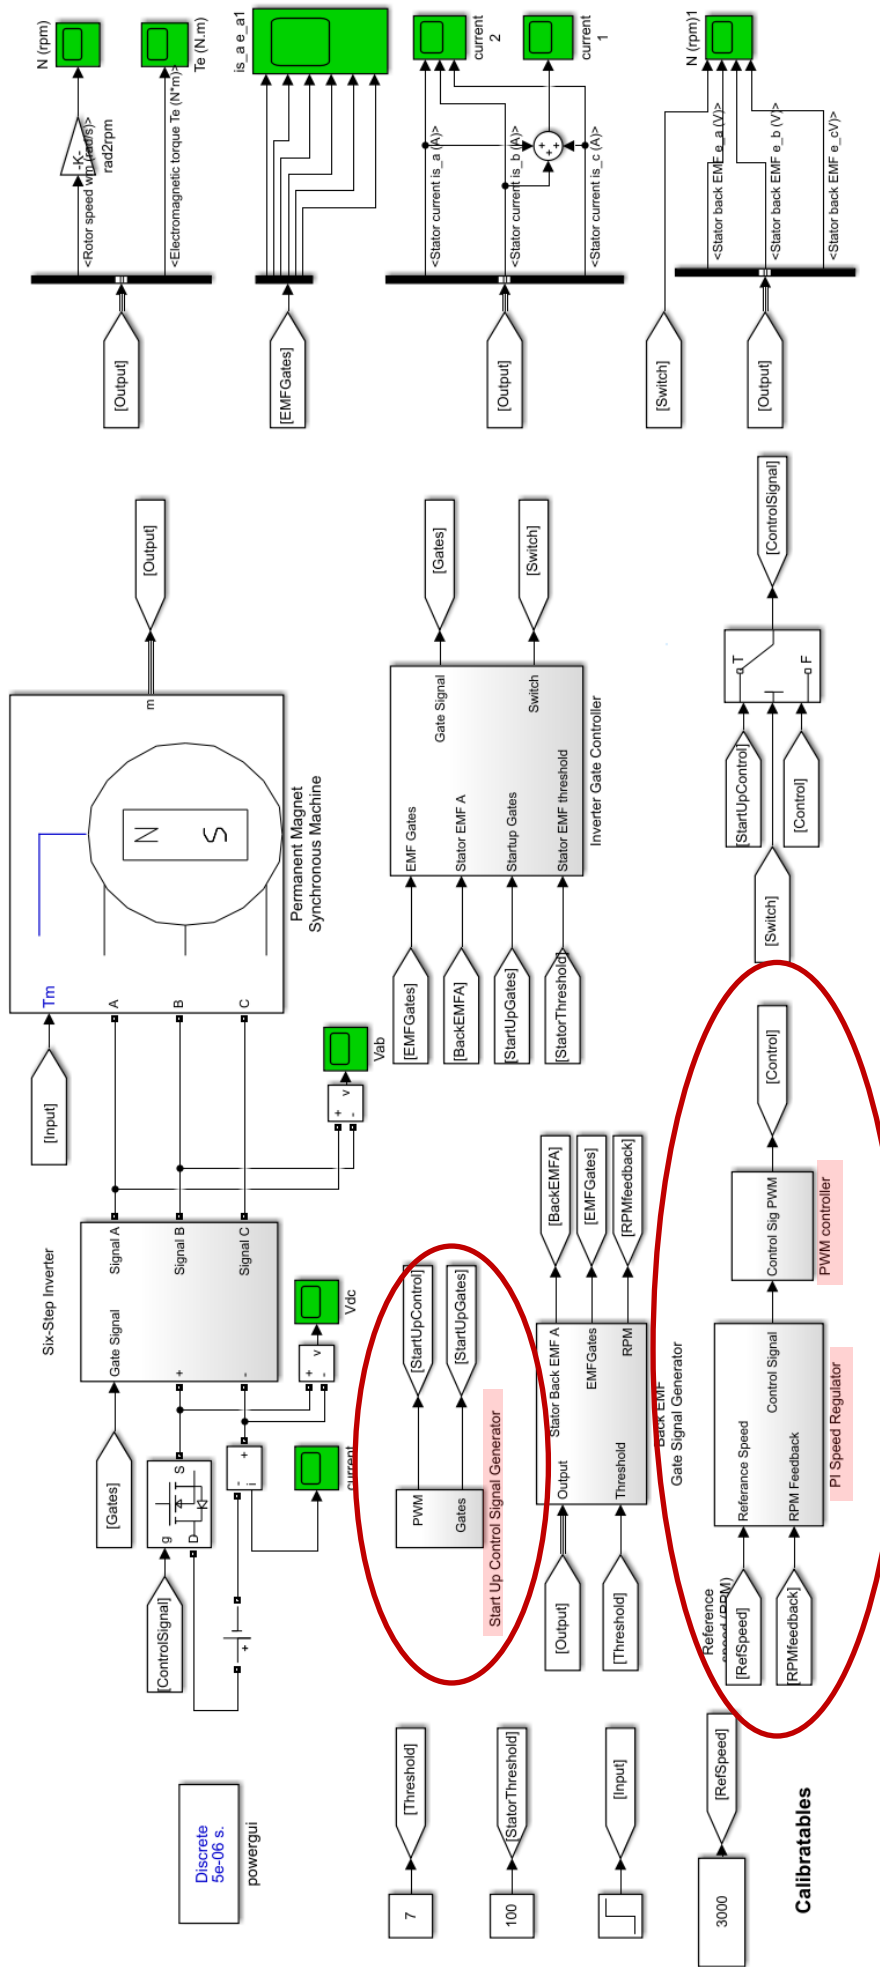 Discrete
5e-06 s.
powergui
[ControlSignal]
g
D
S
+
[Gates]
i
-
+
current
Six-Step Inverter
Gate Signal
+
-
Signal A
Signal B
Signal C
+
-
v
Vdc
+
-
v
Vab
[Input]
Tm
A
B
C
m
N
S
Permanent Magnet
Synchronous Machine
[Output]
[Output]
<Rotor speed wm (rad/s)>
-K-
rad2rpm
N (rpm)
<Electromagnetic torque Te (N*m)>
Te (N.m)
[EMFGates]
is_a e_a1
7
[Threshold]
100
[StatorThreshold]
[Input]
3000
[RefSpeed]
Calibratables
PWM
Gates
[StartUpControl]
[StartUpGates]
Start Up Control Signal Generator
[Output]
[Threshold]
Output
Threshold
Stator Back EMF A
EMFGates
RPM
Back EMF
Gate Signal Generator
[BackEMFA]
[EMFGates]
[RPMfeedback]
[EMFGates]
[BackEMFA]
[StartUpGates]
[StatorThreshold]
EMF Gates
Stator EMF A
Startup Gates
Stator EMF threshold
Gate Signal
Switch
Inverter Gate Controller
[Gates]
[Switch]
[Output]
<Stator current is_a (A)>
<Stator current is_b (A)>
<Stator current is_c (A)>
+
+
+
current
2
current
1
Reference
speed (RPM)
[RefSpeed]
[RPMfeedback]
Referance Speed
RPM Feedback
Control Signal
PI Speed Regulator
Control Sig PWM
PWM controller
[Control]
[StartUpControl]
[Switch]
[Control]
T
F
[ControlSignal]
[Switch]
[Output]
<Stator back EMF e_a (V)>
<Stator back EMF e_b (V)>
<Stator back EMF e_cV)>
N (rpm)1